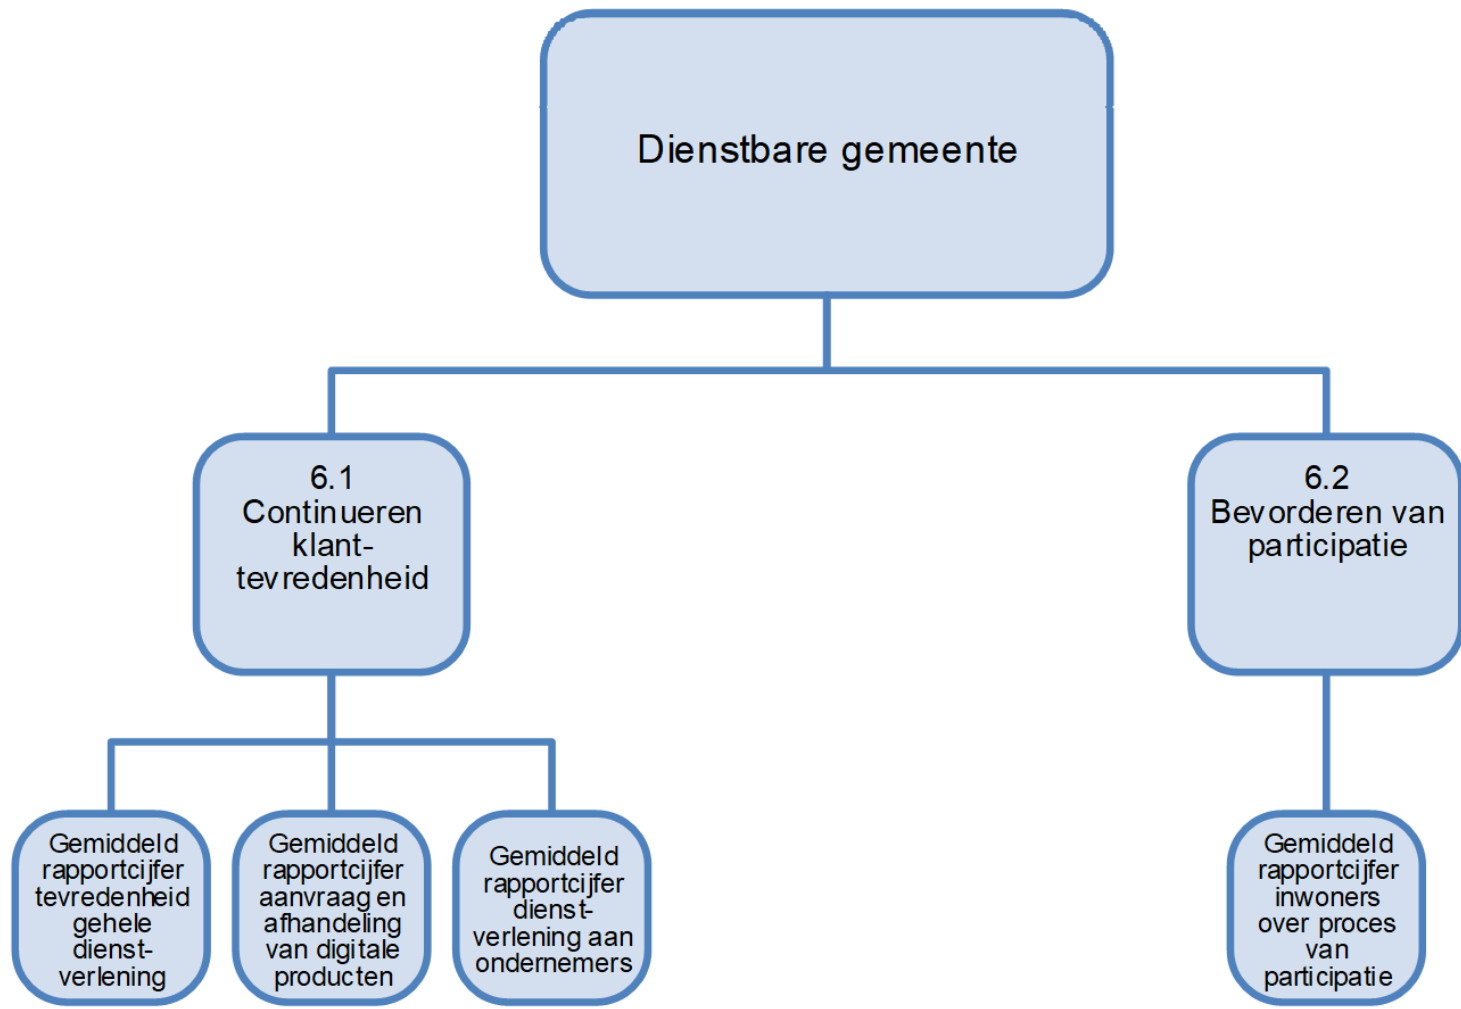 Dienstbare gemeente
6.1
Continueren
klant-
tevredenheid
6.2
Bevorderen van
participatie
Gemiddeld
rapportcijfer
tevredenheid
gehele
dienst-
verlening
Gemiddeld
rapportcijfer
aanvraag en
afhandeling
van digitale
producten
Gemiddeld
rapportcijfer
dienst-
verlening aan
ondernemers
Gemiddeld
rapportcijfer
inwoners
over proces
van
participatie